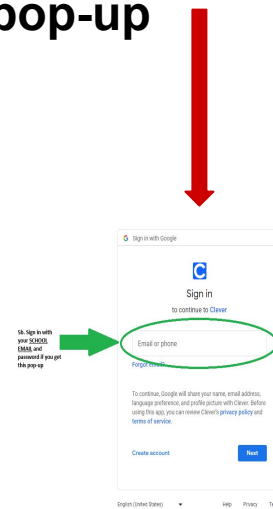 pop-up
Sign in with Google
C
Sign in
to continue to Clever
5b. Sign in with
your SCHOOL
EMAIL and
password if you get
this pop-up
Email or phone
Forgot email?
To continue, Google will share your name, email address,
language preference, and profile picture with Clever. Before
using this app, you can review Clever's privacy policy and
terms of service.
Create account
Next
English (United States)
Help
Privacy